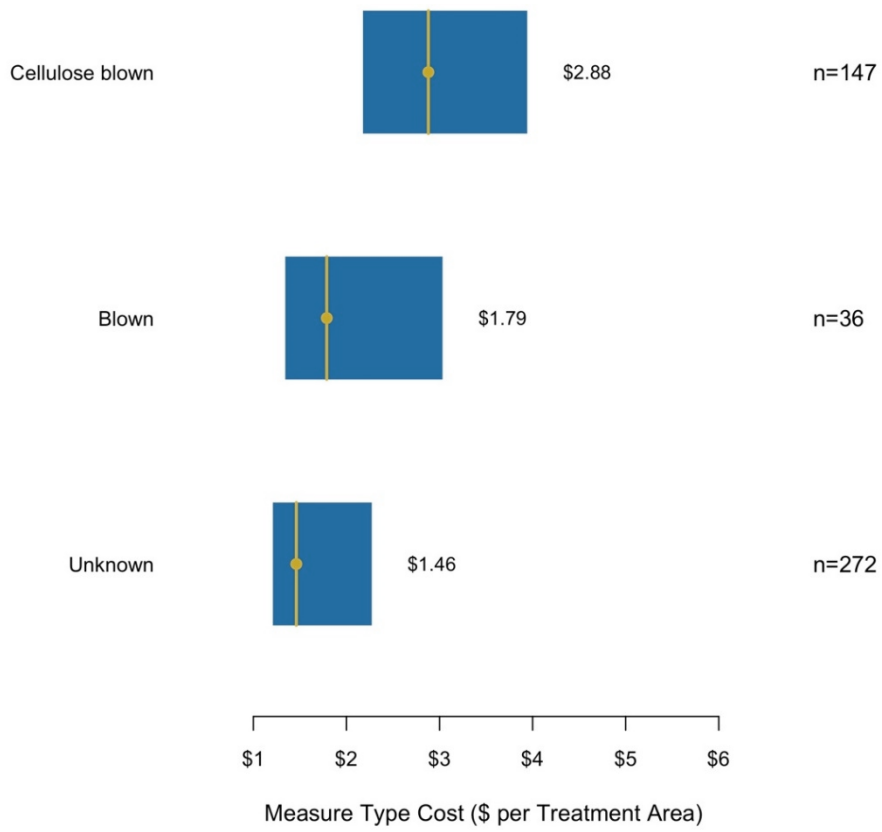 Cellulose blown $2.88 n=147
Blown $1.79 n=36
Unknown $1.46 n=272
$1 $2 $3 $4 $5 $6
Measure Type Cost ($ per Treatment Area)